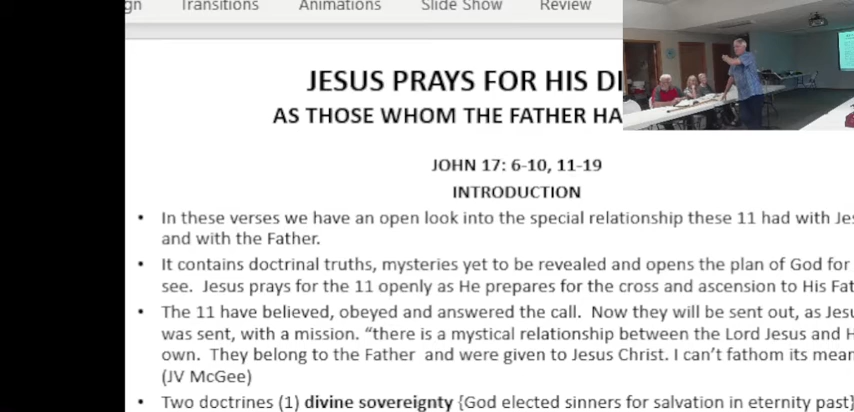 Transitions Animations Slide Show Review
JESUS PRAYS FOR HIS
AS THOSE WHOM THE FATHER
JOHN 17: 6-10, 11-19
INTRODUCTION
• In these verses we have an open look into the special relationship these 11 had with
and with the Father.
• It contains doctrinal truths, mysteries yet to be revealed and opens the plan of God for
see. Jesus prays for the 11 openly as He prepares for the cross and ascension to His
• The 11 have believed, obeyed and answered the call. Now they will be sent out, as
was sent, with a mission. “there is a mystical relationship between the Lord Jesus and
own. They belong to the Father and were given to Jesus Christ. I can’t fathom its
(JV McGee)
• Two doctrines (1) divine sovereignty {God elected sinners for salvation in eternity past}